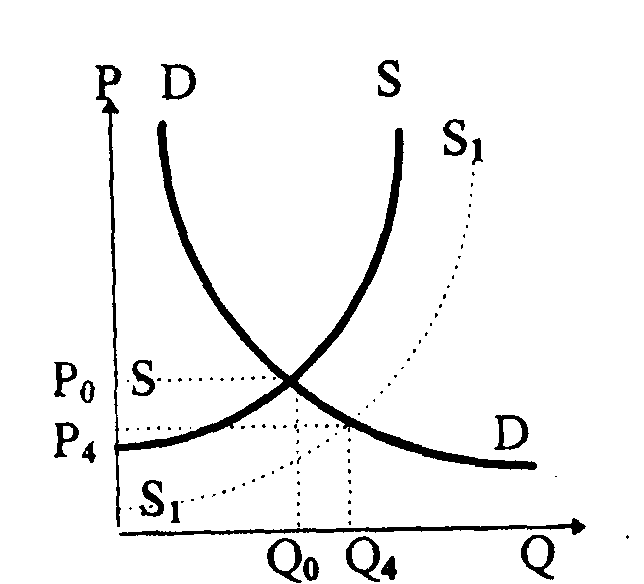 P D S
S₁
P₀ S
P₄ D
S₁
Q₀ Q₄ Q